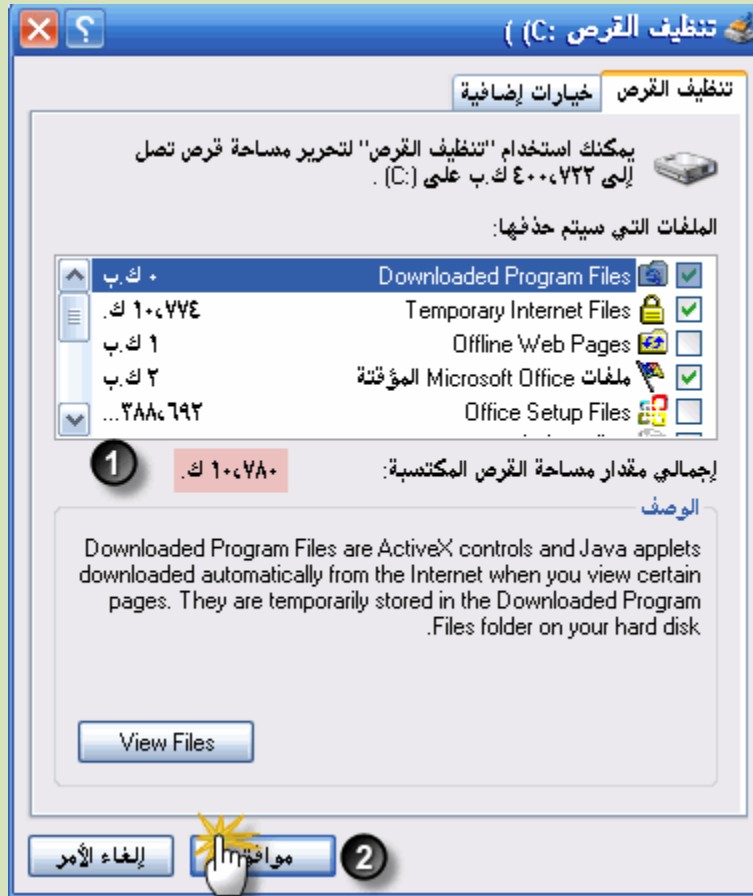 تنظيف القرص :C) )
تنظيف القرص
خيارات إضافية
يمكنك استخدام "تنظيف القرص" لتحرير مساحة قرص تصل
إلى ٤٠٠،٧٢٢ ك.ب على (C:) .
الملفات التي سيتم حذفها:
Downloaded Program Files ٠ ك.ب
Temporary Internet Files ١٠،٧٧٤ ك.
Offline Web Pages ١ ك.ب
ملفات Microsoft Office المؤقتة ٢ ك.ب
Office Setup Files ٣٨٨،٦٩٢...
إجمالي مقدار مساحة القرص المكتسبة: ١٠،٧٨٠ ك.
1
الوصف
Downloaded Program Files are ActiveX controls and Java applets
downloaded automatically from the Internet when you view certain
pages. They are temporarily stored in the Downloaded Program
.Files folder on your hard disk
View Files
2
موافق
إلغاء الأمر